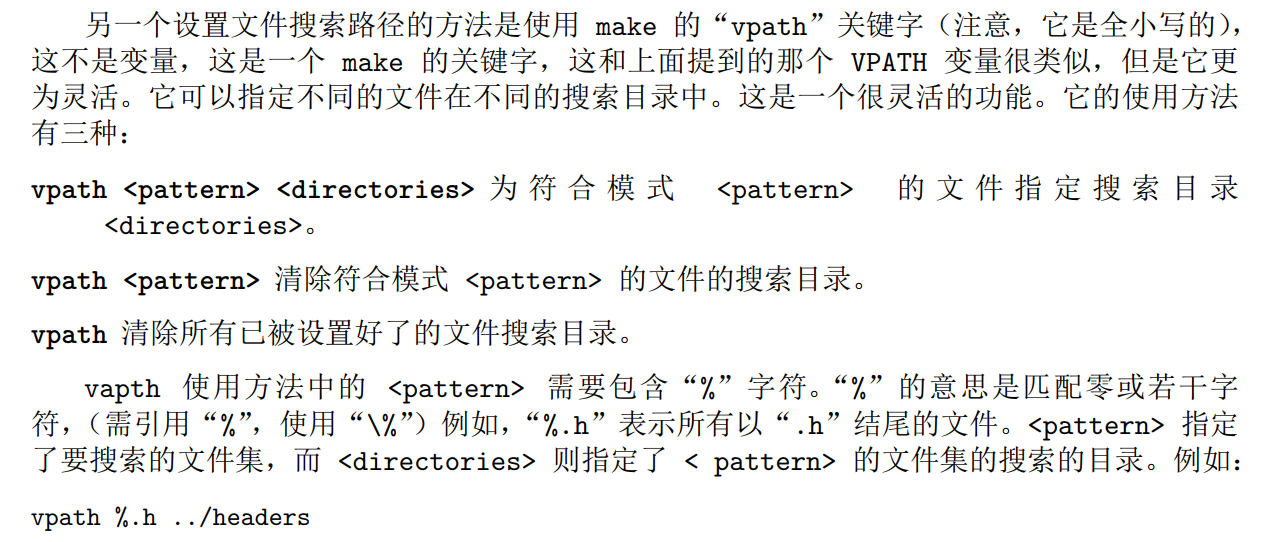 另一个设置文件搜索路径的方法是使用 make 的“vpath”关键字（注意，它是全小写的），
这不是变量，这是一个 make 的关键字，这和上面提到的那个 VPATH 变量很类似，但是它更
为灵活。它可以指定不同的文件在不同的搜索目录中。这是一个很灵活的功能。它的使用方法
有三种：
vpath <pattern> <directories> 为符合模式 <pattern> 的文件指定搜索目录
<directories>。
vpath <pattern> 清除符合模式 <pattern> 的文件的搜索目录。
vpath 清除所有已被设置好了的文件搜索目录。
vapth 使用方法中的 <pattern> 需要包含“%”字符。“%”的意思是匹配零或若干字
符，（需引用“%”，使用“\%”）例如，“%.h”表示所有以“.h”结尾的文件。<pattern> 指定
了要搜索的文件集，而 <directories> 则指定了 < pattern> 的文件集的搜索的目录。例如：
vpath %.h ../headers